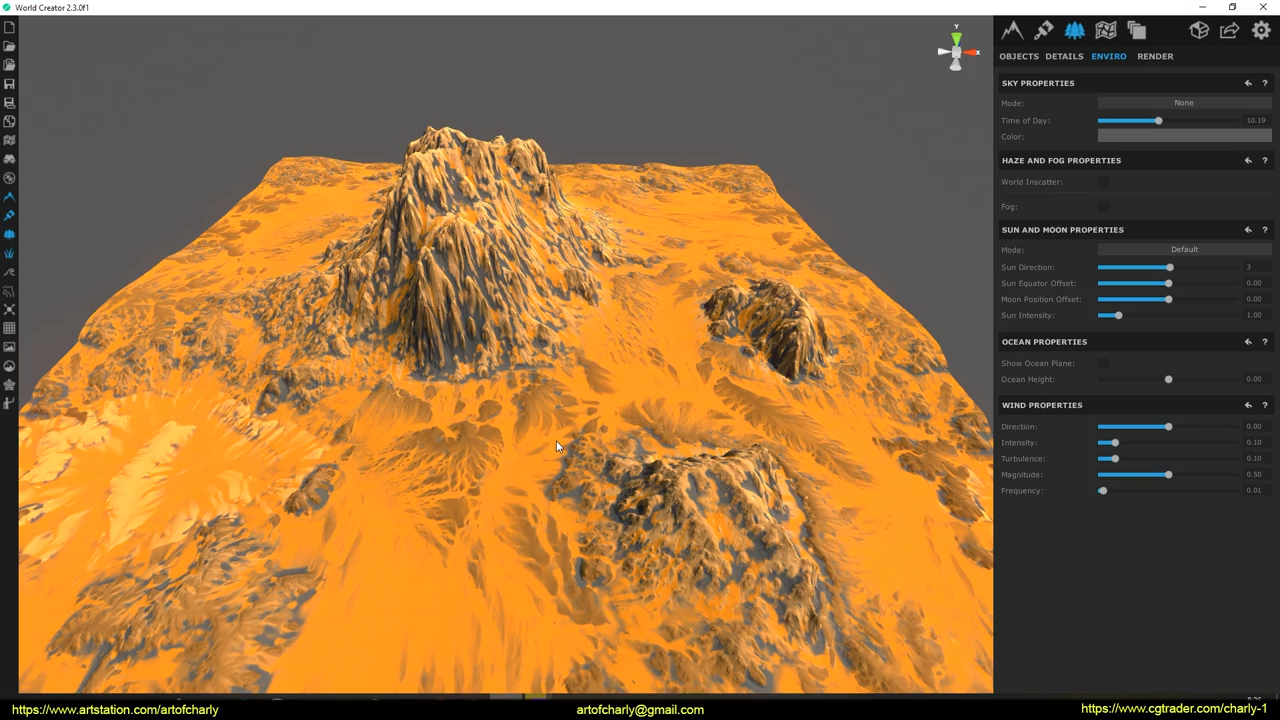 World Creator 2.3.0f1
Y
X
OBJECTS DETAILS ENVIRO RENDER
SKY PROPERTIES ?
Mode: None
Time of Day: 10.19
Color:
HAZE AND FOG PROPERTIES ?
World Inscatter:
Fog:
SUN AND MOON PROPERTIES ?
Mode: Default
Sun Direction: 3
Sun Equator Offset: 0.00
Moon Position Offset: 0.00
Sun Intensity: 1.00
OCEAN PROPERTIES ?
Show Ocean Plane:
Ocean Height: 0.00
WIND PROPERTIES ?
Direction: 0.00
Intensity: 0.10
Turbulence: 0.10
Magnitude: 0.50
Frequency: 0.01
https://www.artstation.com/artofcharly artofcharly@gmail.com https://www.cgtrader.com/charly-1